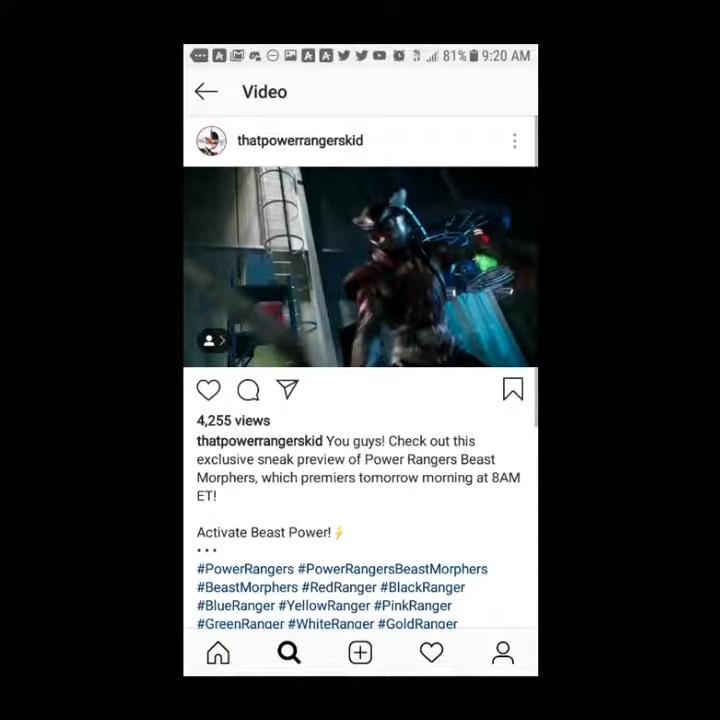 81% 9:20 AM
Video
thatpowerrangerskid
4,255 views
thatpowerrangerskid You guys! Check out this
exclusive sneak preview of Power Rangers Beast
Morphers, which premiers tomorrow morning at 8AM
ET!
Activate Beast Power!⚡
•••
#PowerRangers #PowerRangersBeastMorphers
#BeastMorphers #RedRanger #BlackRanger
#BlueRanger #YellowRanger #PinkRanger
#GreenRanger #WhiteRanger #GoldRanger